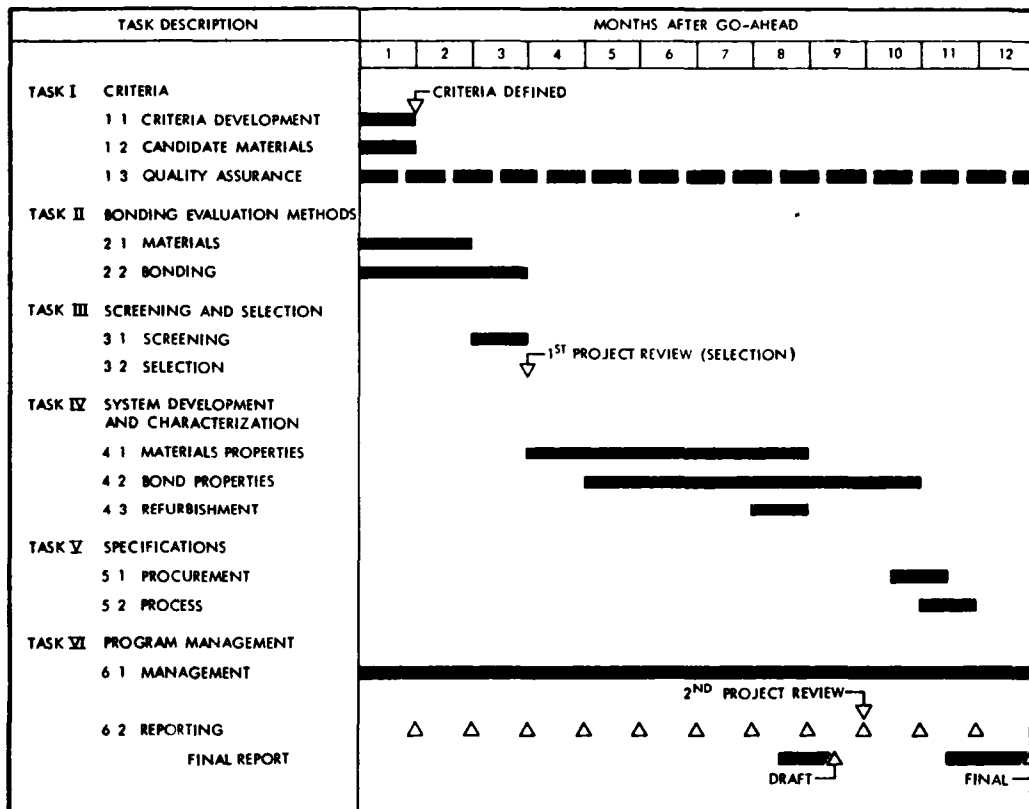 TASK DESCRIPTION
MONTHS AFTER GO-AHEAD
1 2 3 4 5 6 7 8 9 10 11 12
TASK I CRITERIA
CRITERIA DEFINED
1 1 CRITERIA DEVELOPMENT
1 2 CANDIDATE MATERIALS
1 3 QUALITY ASSURANCE
TASK II BONDING EVALUATION METHODS
2 1 MATERIALS
2 2 BONDING
TASK III SCREENING AND SELECTION
3 1 SCREENING
1ST PROJECT REVIEW (SELECTION)
3 2 SELECTION
TASK IV SYSTEM DEVELOPMENT
AND CHARACTERIZATION
4 1 MATERIALS PROPERTIES
4 2 BOND PROPERTIES
4 3 REFURBISHMENT
TASK V SPECIFICATIONS
5 1 PROCUREMENT
5 2 PROCESS
TASK VI PROGRAM MANAGEMENT
6 1 MANAGEMENT
2ND PROJECT REVIEW
6 2 REPORTING
FINAL REPORT
DRAFT
FINAL